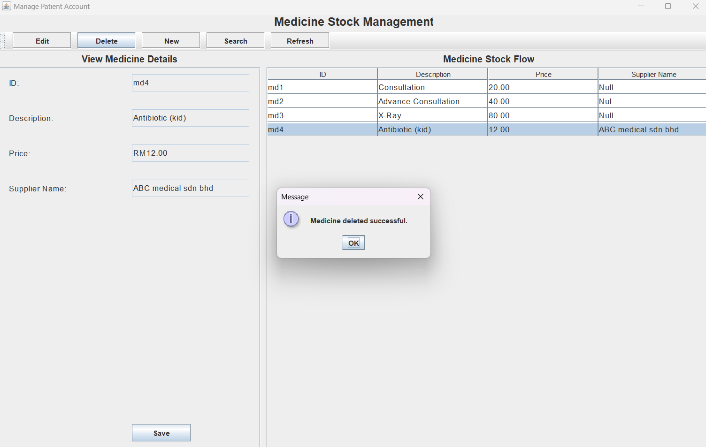 Manage Patient Account
Medicine Stock Management
Edit Delete New Search Refresh
View Medicine Details
ID: md4
Description: Antibiotic (kid)
Price: RM12.00
Supplier Name: ABC medical sdn bhd
Save
Medicine Stock Flow
ID Description Price Supplier Name
md1 Consultation 20.00 Null
md2 Advance Consultation 40.00 Nul
md3 X-Ray 80.00 Null
md4 Antibiotic (kid) 12.00 ABC medical sdn bhd
Message
Medicine deleted successful.
OK